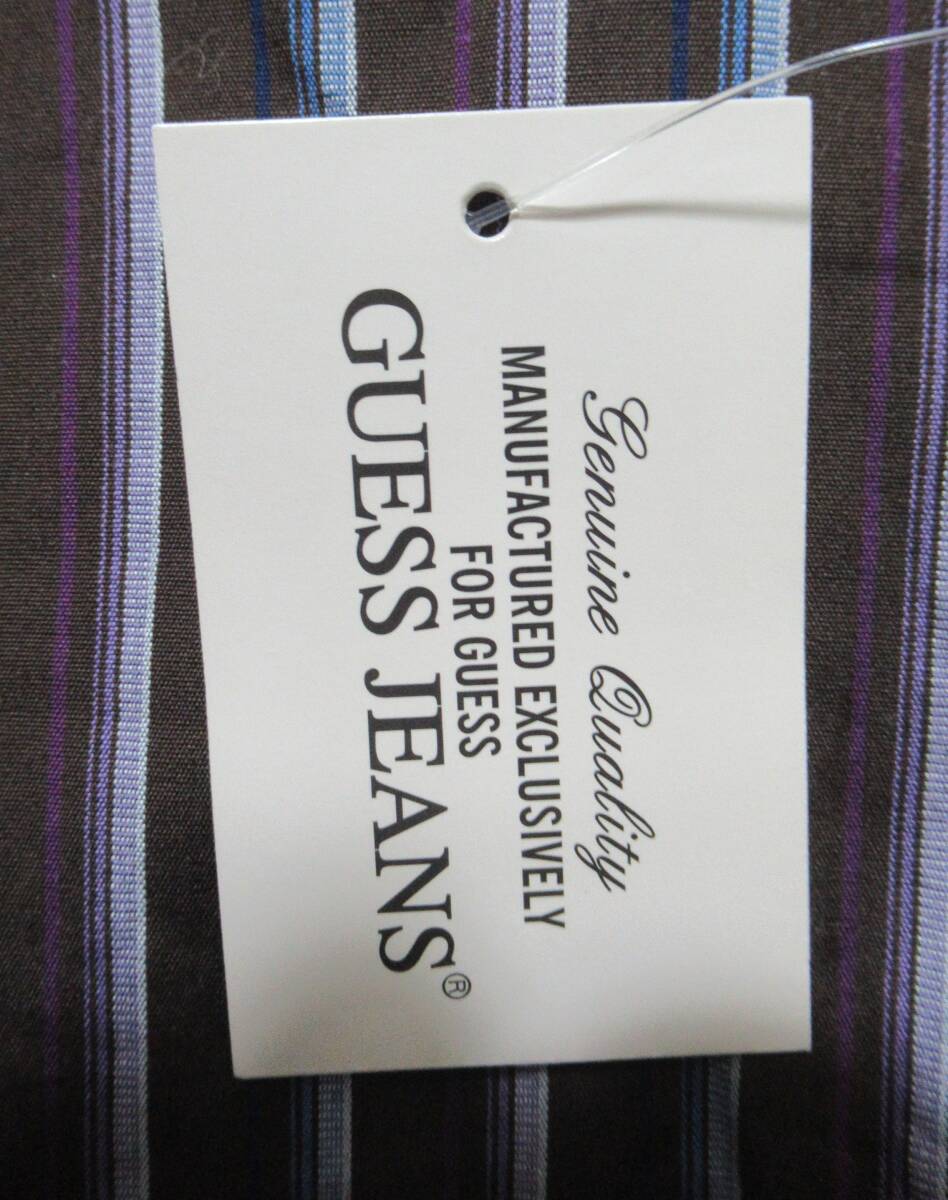 Genuine Quality
MANUFACTURED EXCLUSIVELY
FOR GUESS
GUESS JEANS®